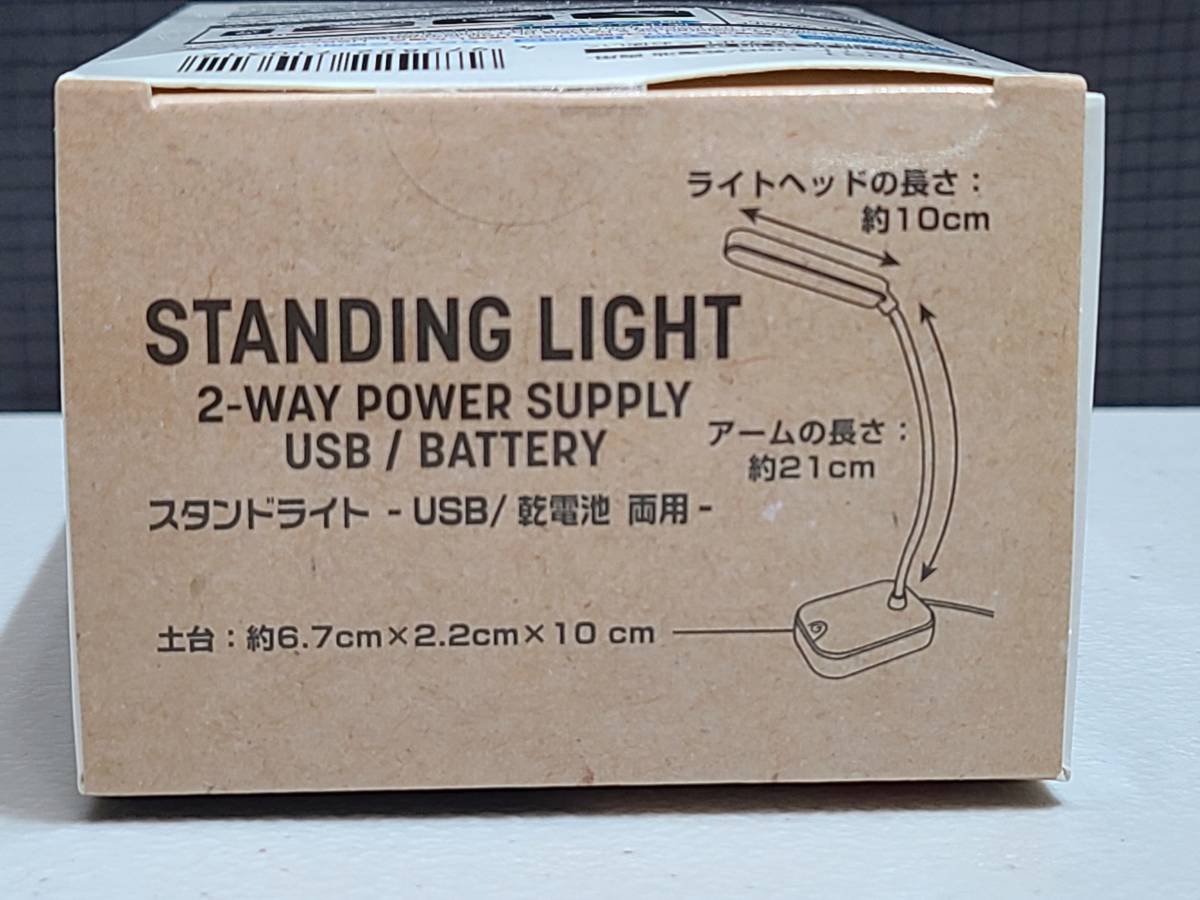 ライトヘッドの長さ：
約10cm
STANDING LIGHT
2-WAY POWER SUPPLY
USB / BATTERY
アームの長さ：
約21cm
スタンドライト - USB/ 乾電池 両用 -
土台：約6.7cm×2.2cm×10 cm